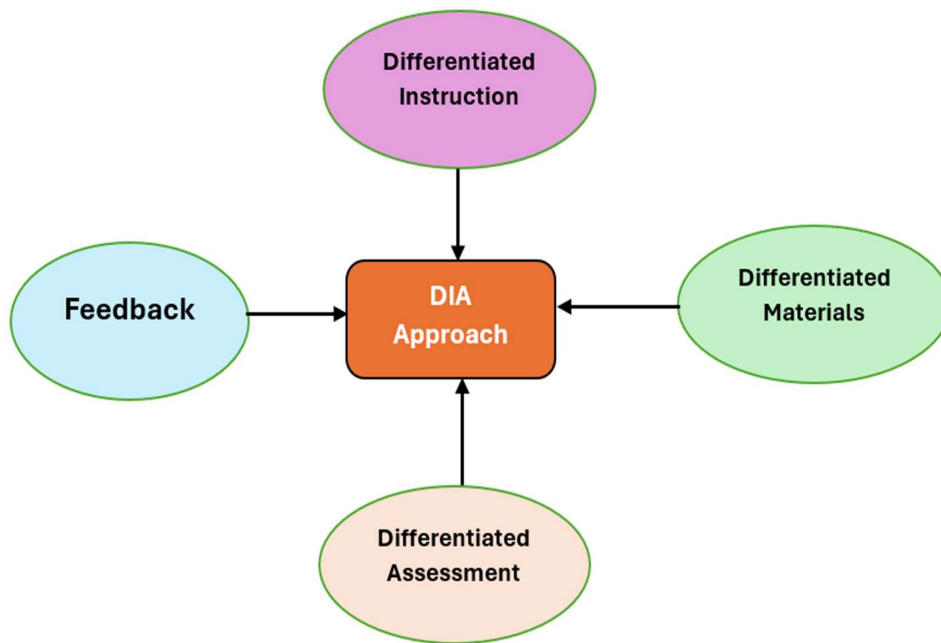 Differentiated
Instruction
Feedback
DIA
Approach
Differentiated
Materials
Differentiated
Assessment